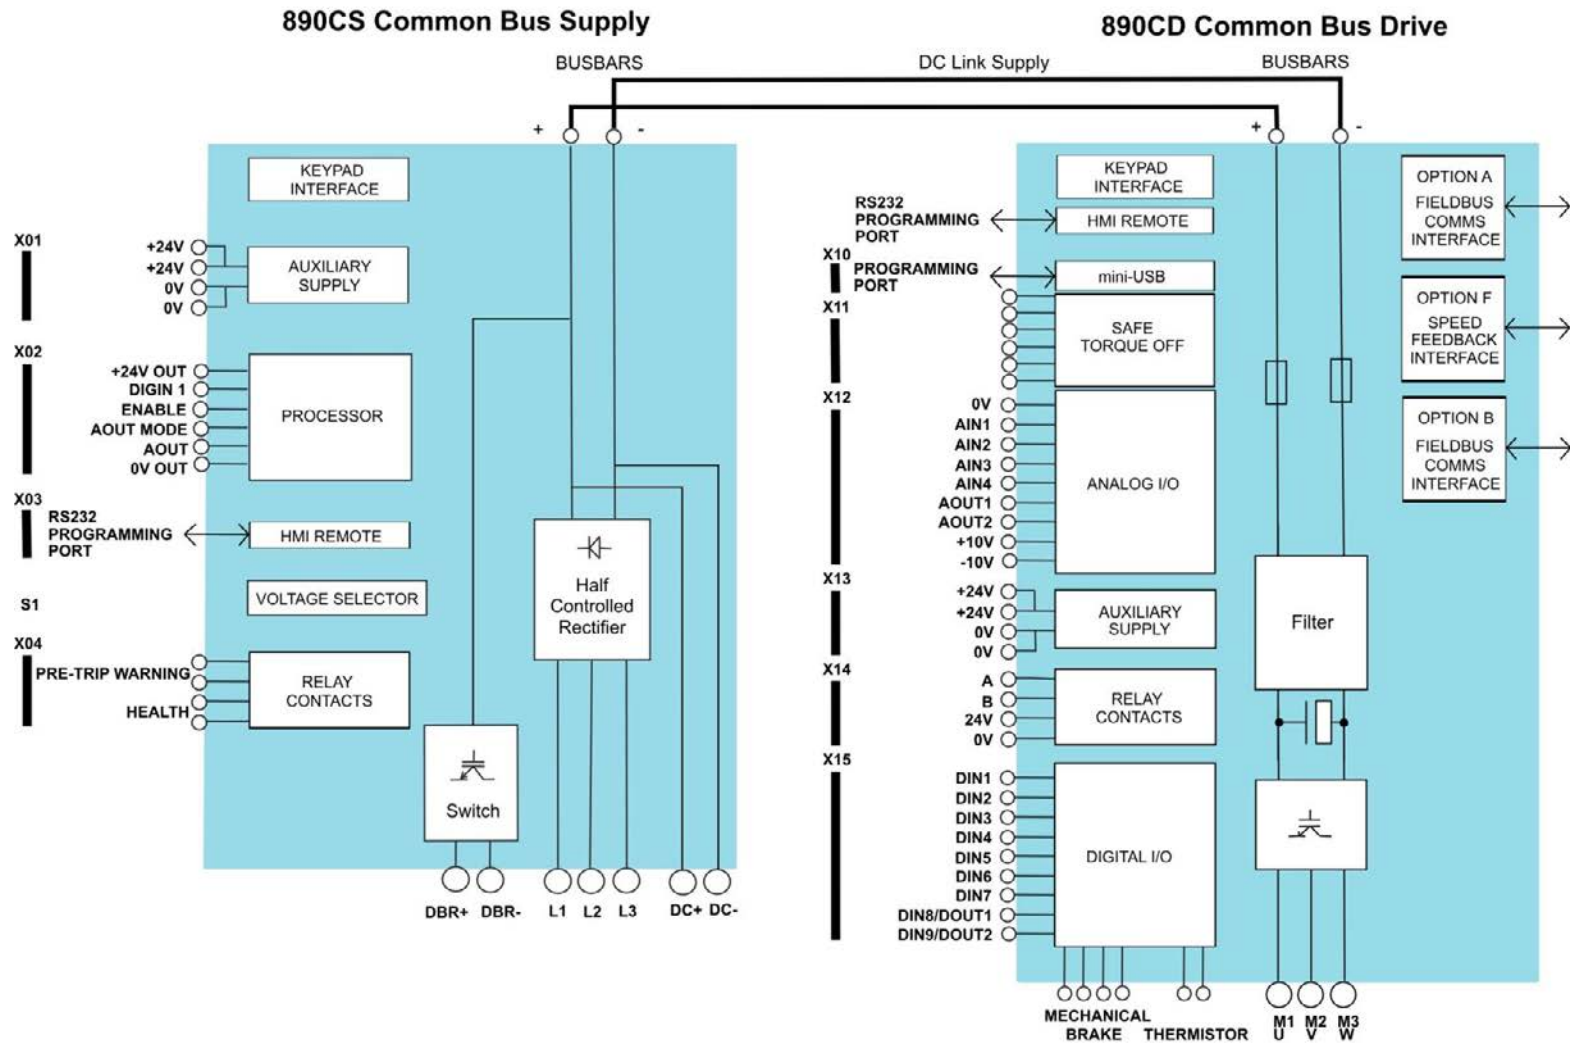 890CS Common Bus Supply
890CD Common Bus Drive
BUSBARS
DC Link Supply
BUSBARS
+
-
+
-
KEYPAD
INTERFACE
X01
+24V
+24V
0V
0V
AUXILIARY
SUPPLY
X02
+24V OUT
DIGIN 1
ENABLE
AOUT MODE
AOUT
0V OUT
PROCESSOR
X03
RS232
PROGRAMMING
PORT
HMI REMOTE
S1
VOLTAGE SELECTOR
X04
PRE-TRIP WARNING
HEALTH
RELAY
CONTACTS
Half
Controlled
Rectifier
Switch
DBR+
DBR-
L1
L2
L3
DC+
DC-
KEYPAD
INTERFACE
RS232
PROGRAMMING
PORT
HMI REMOTE
X10
PROGRAMMING
PORT
mini-USB
X11
SAFE
TORQUE OFF
X12
0V
AIN1
AIN2
AIN3
AIN4
AOUT1
AOUT2
+10V
-10V
ANALOG I/O
X13
+24V
+24V
0V
0V
AUXILIARY
SUPPLY
X14
A
B
24V
0V
RELAY
CONTACTS
X15
DIN1
DIN2
DIN3
DIN4
DIN5
DIN6
DIN7
DIN8/DOUT1
DIN9/DOUT2
DIGITAL I/O
MECHANICAL
BRAKE
THERMISTOR
Filter
M1
U
M2
V
M3
W
OPTION A
FIELDBUS
COMMS
INTERFACE
OPTION F
SPEED
FEEDBACK
INTERFACE
OPTION B
FIELDBUS
COMMS
INTERFACE